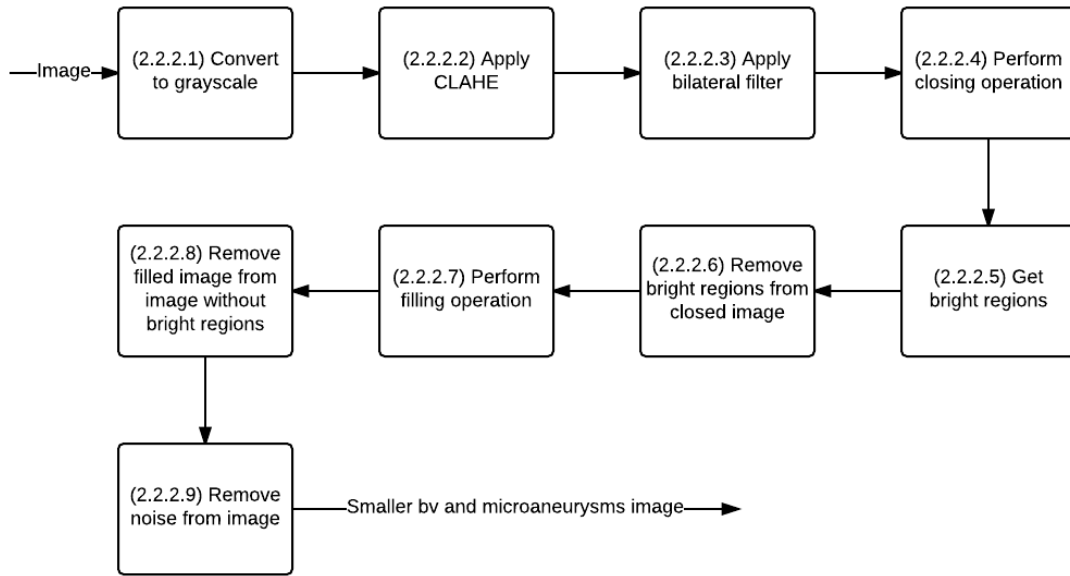 Image
(2.2.2.1) Convert
to grayscale
(2.2.2.2) Apply
CLAHE
(2.2.2.3) Apply
bilateral filter
(2.2.2.4) Perform
closing operation
(2.2.2.5) Get
bright regions
(2.2.2.6) Remove
bright regions from
closed image
(2.2.2.7) Perform
filling operation
(2.2.2.8) Remove
filled image from
image without
bright regions
(2.2.2.9) Remove
noise from image
Smaller bv and microaneurysms image